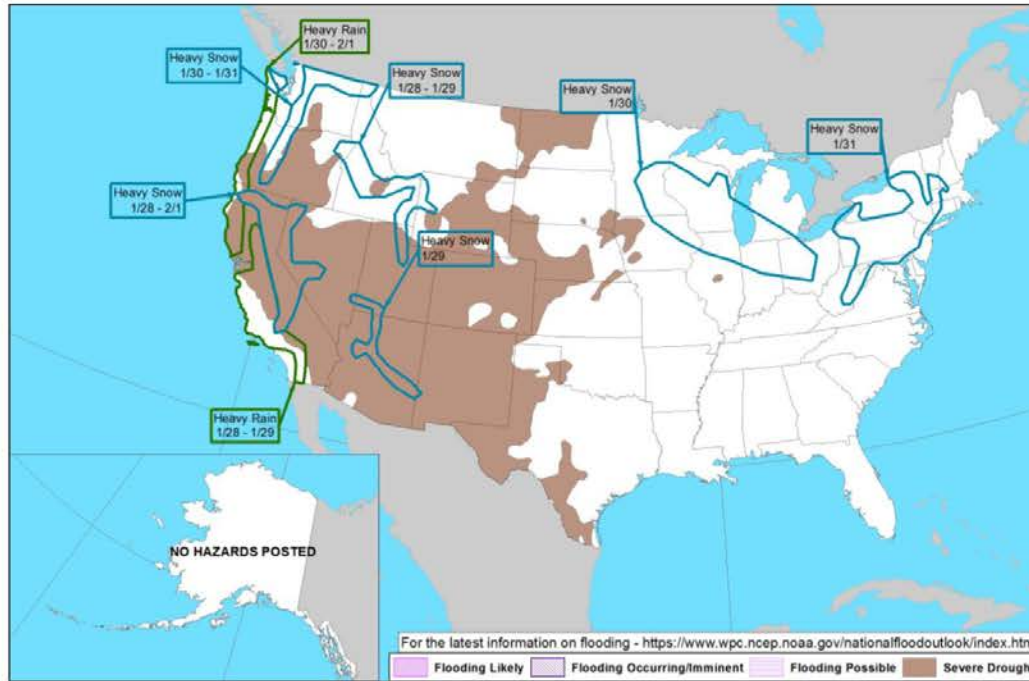 Heavy Rain
1/30 - 2/1
Heavy Snow
1/30 - 1/31
Heavy Snow
1/28 - 1/29
Heavy Snow
1/30
Heavy Snow
1/31
Heavy Snow
1/28 - 2/1
Heavy Snow
1/29
Heavy Rain
1/28 - 1/29
NO HAZARDS POSTED
For the latest information on flooding - https://www.wpc.ncep.noaa.gov/nationalfloodoutlook/index.htm
Flooding Likely
Flooding Occurring/Imminent
Flooding Possible
Severe Drough